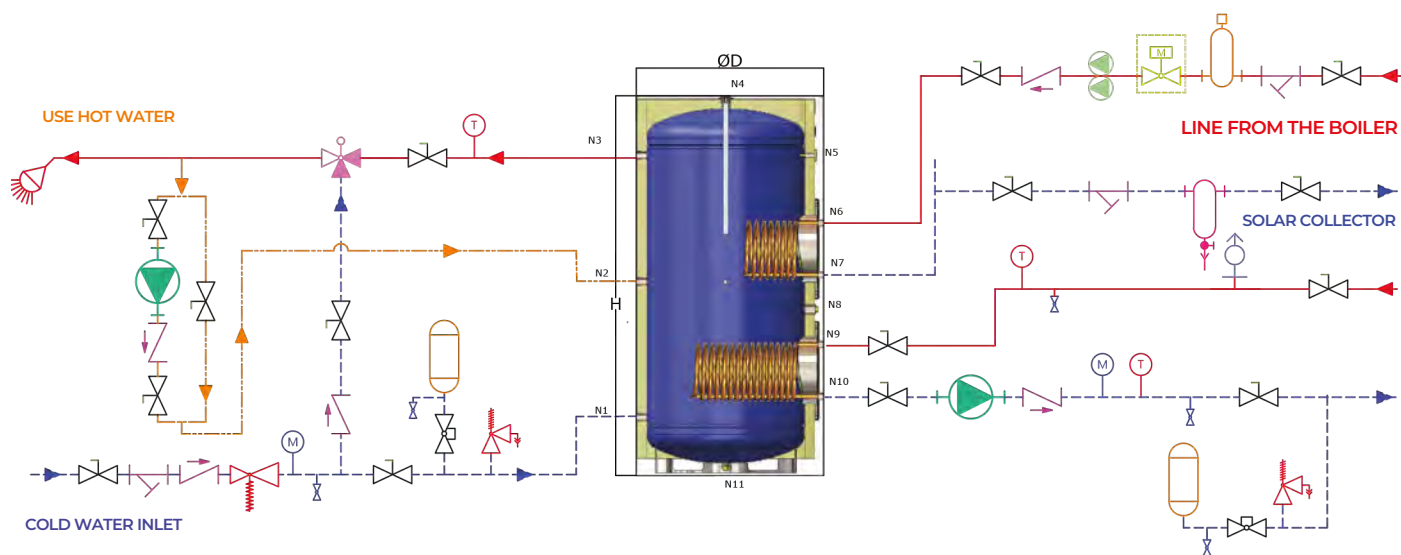 ØD
N4
M
USE HOT WATER
T
LINE FROM THE BOILER
N3
N5
N6
SOLAR COLLECTOR
N7
T
N2
H
N8
N9
N10
M
T
N1
M
N11
COLD WATER INLET